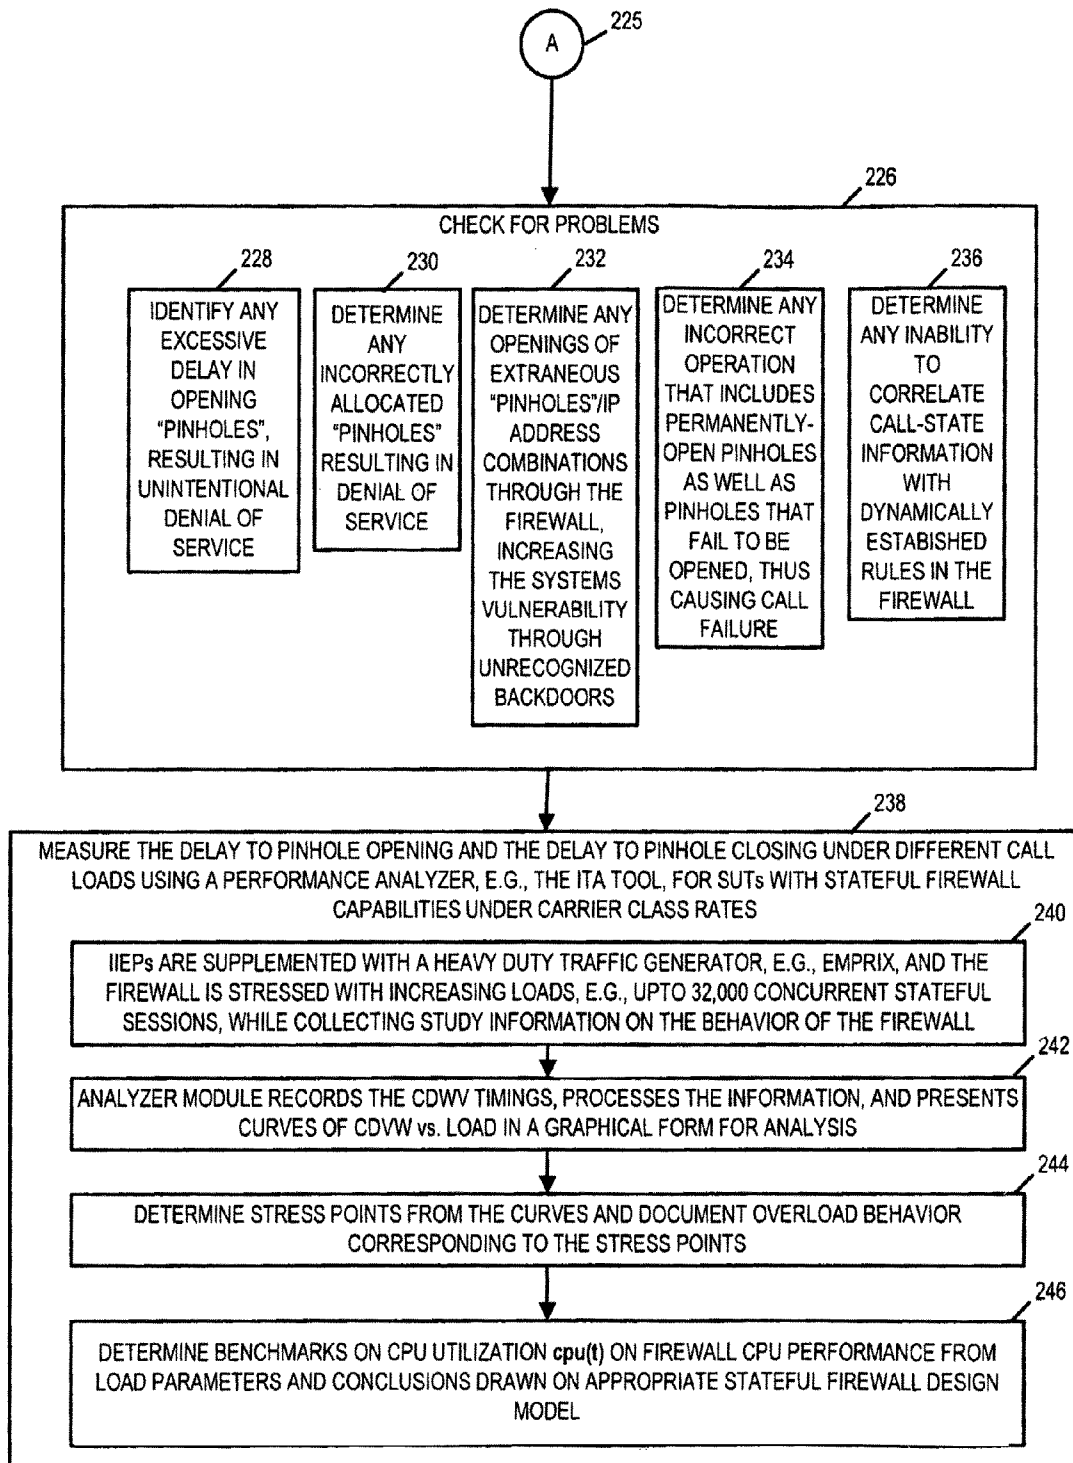 A
225
226
CHECK FOR PROBLEMS
228
IDENTIFY ANY
EXCESSIVE
DELAY IN
OPENING
“PINHOLES”,
RESULTING IN
UNINTENTIONAL
DENIAL OF
SERVICE
230
DETERMINE
ANY
INCORRECTLY
ALLOCATED
“PINHOLES”
RESULTING IN
DENIAL OF
SERVICE
232
DETERMINE ANY
OPENINGS OF
EXTRANEOUS
“PINHOLES”/IP
ADDRESS
COMBINATIONS
THROUGH THE
FIREWALL,
INCREASING
THE SYSTEMS
VULNERABILITY
THROUGH
UNRECOGNIZED
BACKDOORS
234
DETERMINE ANY
INCORRECT
OPERATION
THAT INCLUDES
PERMANENTLY-
OPEN PINHOLES
AS WELL AS
PINHOLES THAT
FAIL TO BE
OPENED, THUS
CAUSING CALL
FAILURE
236
DETERMINE
ANY INABILITY
TO
CORRELATE
CALL-STATE
INFORMATION
WITH
DYNAMICALLY
ESTABISHED
RULES IN THE
FIREWALL
238
MEASURE THE DELAY TO PINHOLE OPENING AND THE DELAY TO PINHOLE CLOSING UNDER DIFFERENT CALL
LOADS USING A PERFORMANCE ANALYZER, E.G., THE ITA TOOL, FOR SUTs WITH STATEFUL FIREWALL
CAPABILITIES UNDER CARRIER CLASS RATES
240
IIEPs ARE SUPPLEMENTED WITH A HEAVY DUTY TRAFFIC GENERATOR, E.G., EMPRIX, AND THE
FIREWALL IS STRESSED WITH INCREASING LOADS, E.G., UPTO 32,000 CONCURRENT STATEFUL
SESSIONS, WHILE COLLECTING STUDY INFORMATION ON THE BEHAVIOR OF THE FIREWALL
242
ANALYZER MODULE RECORDS THE CDWV TIMINGS, PROCESSES THE INFORMATION, AND PRESENTS
CURVES OF CDVW vs. LOAD IN A GRAPHICAL FORM FOR ANALYSIS
244
DETERMINE STRESS POINTS FROM THE CURVES AND DOCUMENT OVERLOAD BEHAVIOR
CORRESPONDING TO THE STRESS POINTS
246
DETERMINE BENCHMARKS ON CPU UTILIZATION cpu(t) ON FIREWALL CPU PERFORMANCE FROM
LOAD PARAMETERS AND CONCLUSIONS DRAWN ON APPROPRIATE STATEFUL FIREWALL DESIGN
MODEL